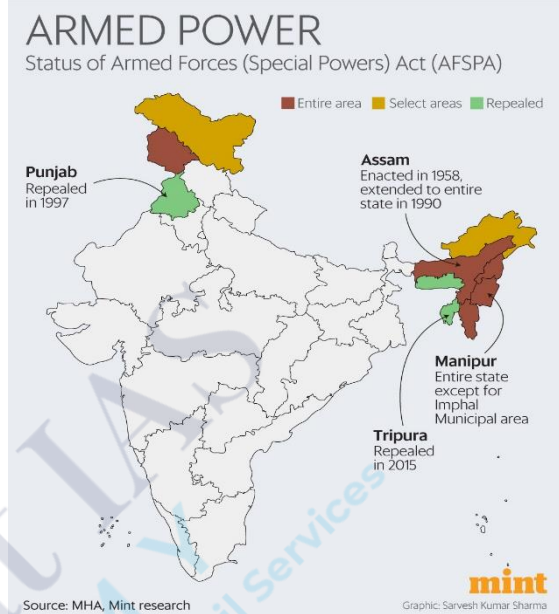 ARMED POWER
Status of Armed Forces (Special Powers) Act (AFSPA)
Entire area Select areas Repealed
Punjab
Repealed
in 1997
Assam
Enacted in 1958,
extended to entire
state in 1990
Manipur
Entire state
except for
Imphal
Municipal area
Tripura
Repealed
in 2015
IAS
Services
mint
Source: MHA, Mint research
Graphic: Sarvesh Kumar Sharma